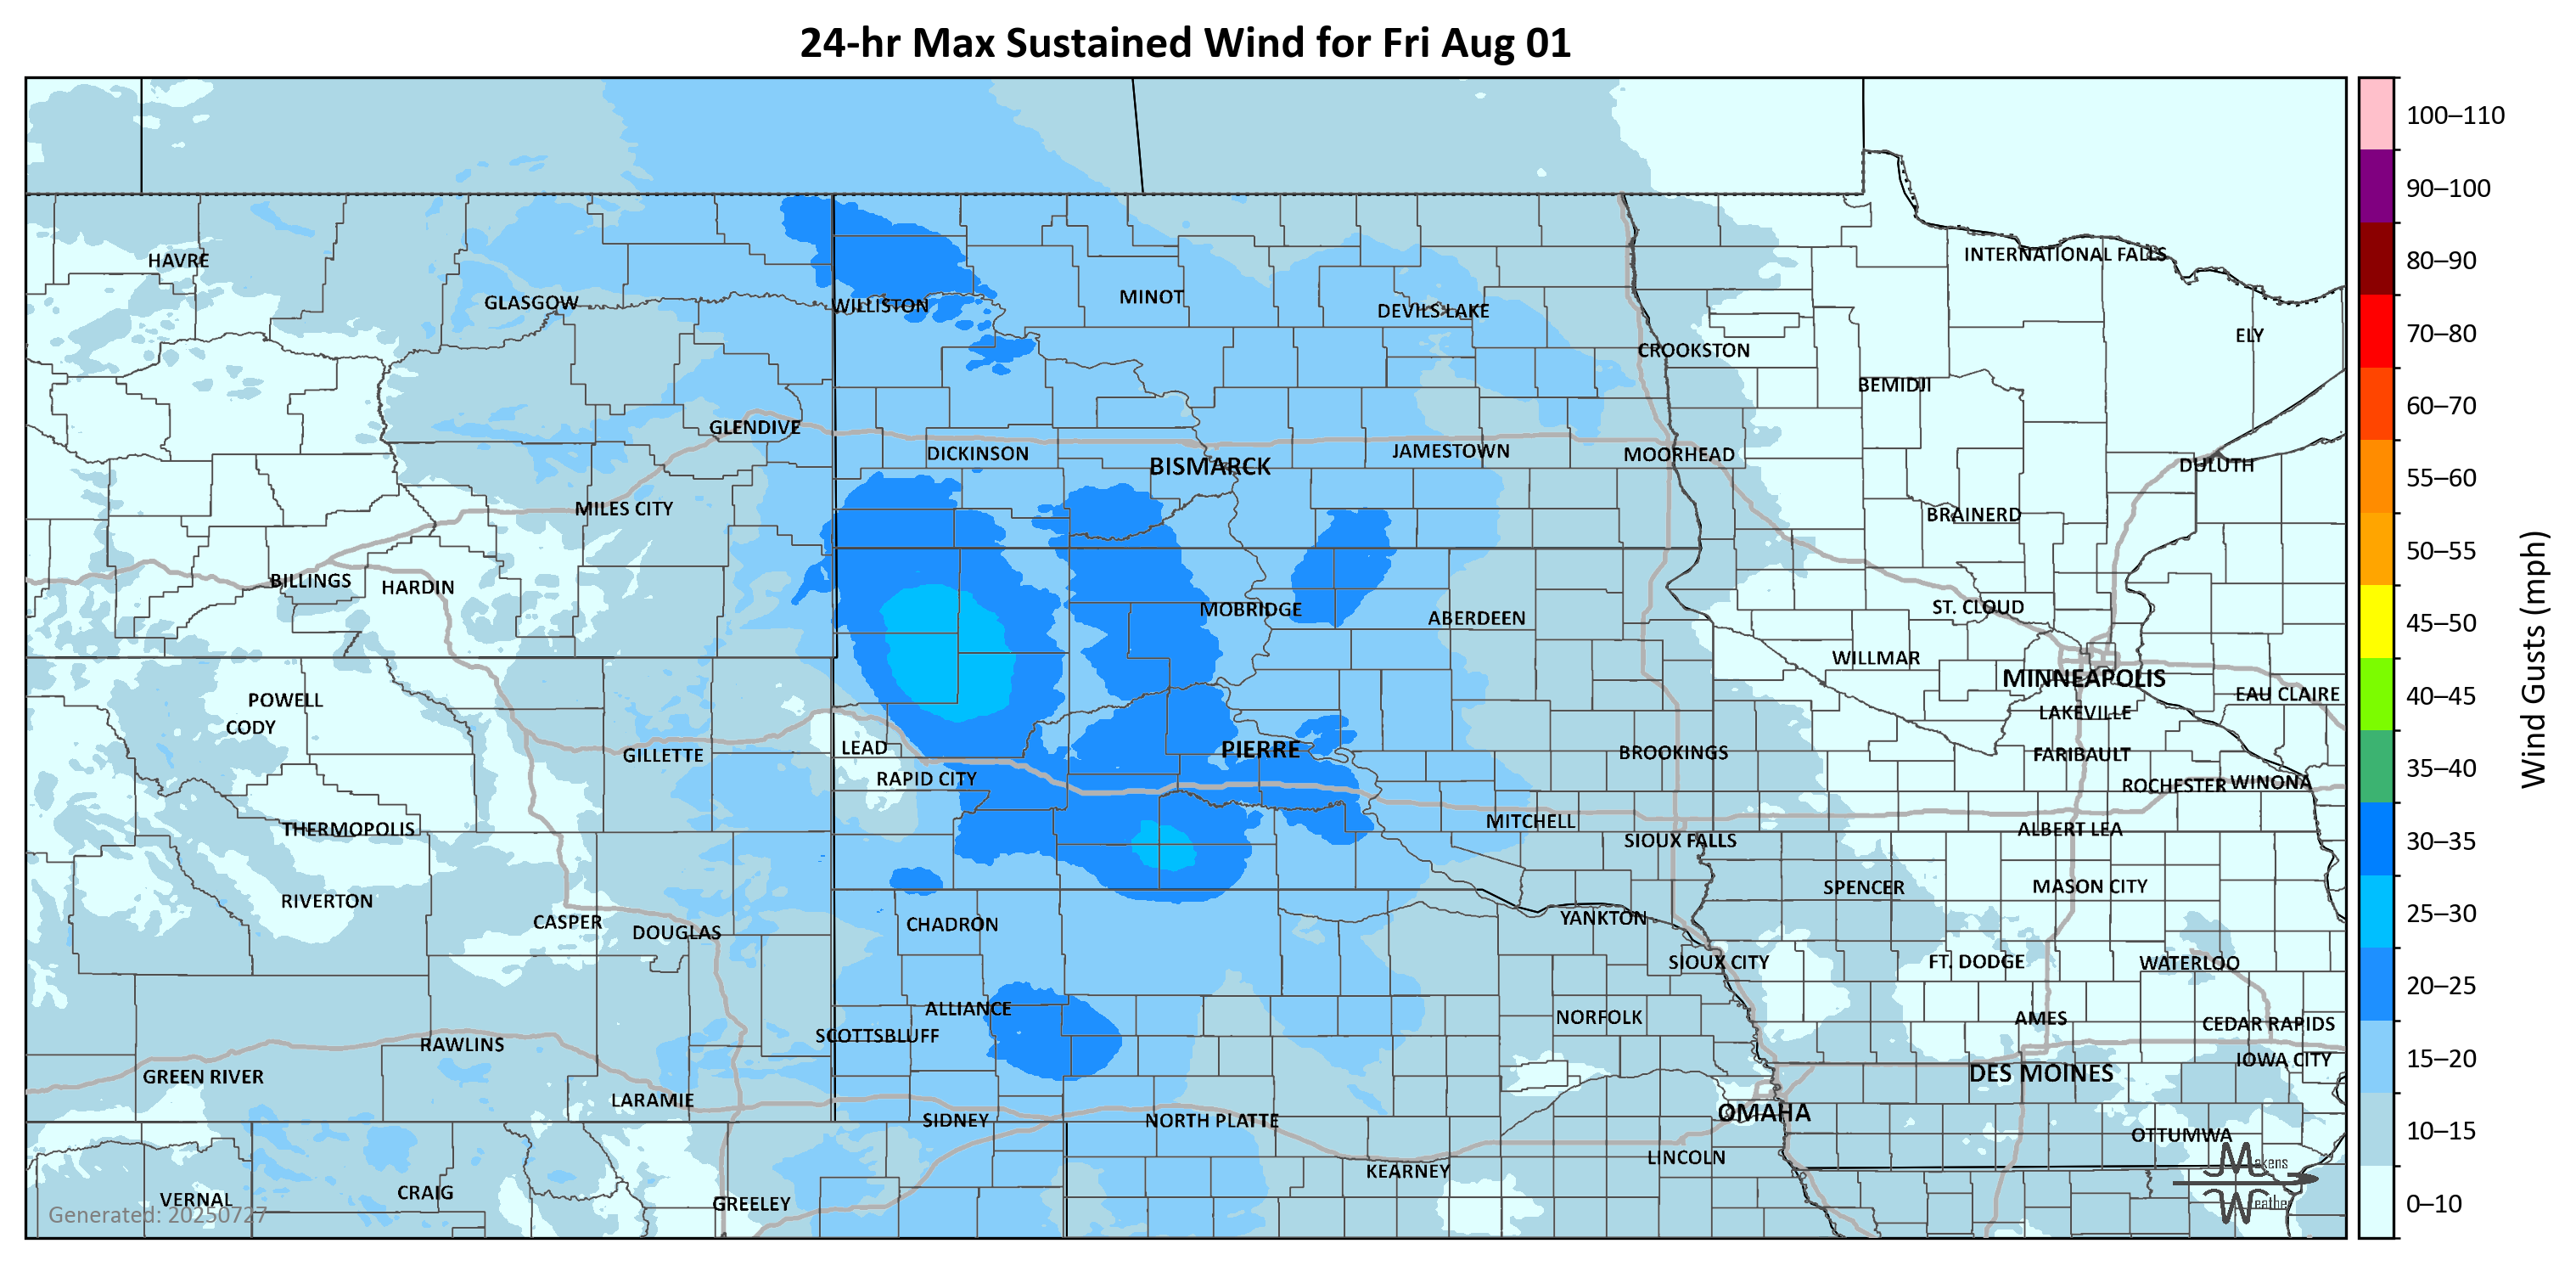 24-hr Max Sustained Wind for Fri Aug 01
100–110
90–100
80–90
70–80
60–70
55–60
50–55
45–50
40–45
35–40
30–35
25–30
20–25
15–20
10–15
0–10
Wind Gusts (mph)
HAVRE
INTERNATIONAL FALLS
GLASGOW
WILLISTON
MINOT
DEVILS LAKE
ELY
CROOKSTON
BEMIDJI
GLENDIVE
DICKINSON
BISMARCK
JAMESTOWN
MOORHEAD
DULUTH
MILES CITY
BRAINERD
BILLINGS
HARDIN
MOBRIDGE
ABERDEEN
ST. CLOUD
WILLMAR
MINNEAPOLIS
POWELL
EAU CLAIRE
CODY
LAKEVILLE
GILLETTE
LEAD
PIERRE
BROOKINGS
FARIBAULT
RAPID CITY
ROCHESTER
WINONA
THERMOPOLIS
MITCHELL
ALBERT LEA
SIOUX FALLS
RIVERTON
SPENCER
MASON CITY
CASPER
DOUGLAS
CHADRON
YANKTON
SIOUX CITY
FT. DODGE
WATERLOO
ALLIANCE
NORFOLK
AMES
CEDAR RAPIDS
SCOTTSBLUFF
RAWLINS
IOWA CITY
GREEN RIVER
DES MOINES
LARAMIE
SIDNEY
NORTH PLATTE
OMAHA
OTTUMWA
KEARNEY
LINCOLN
VERNAL
CRAIG
GREELEY
Makens
Weather
Generated: 20250727